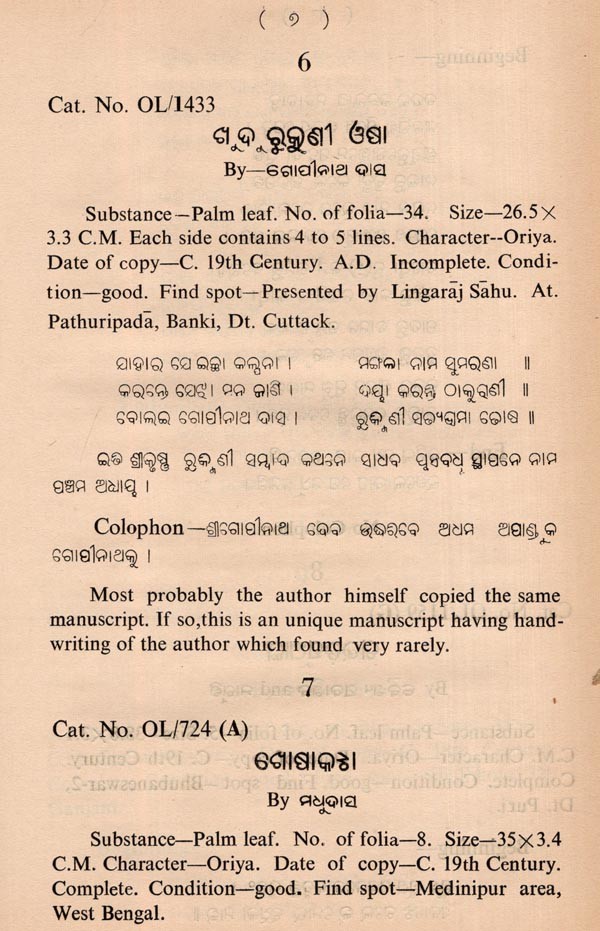 ( ୭ )
6
Cat. No. OL/1433
ଖୁଦୁରୁକୁଣୀ ଓଷା
By—ଗୋପୀନାଥ ଦାସ
Substance—Palm leaf. No. of folia—34. Size—26.5×
3.3 C.M. Each side contains 4 to 5 lines. Character--Oriya.
Date of copy—C. 19th Century. A.D. Incomplete. Condi-
tion—good. Find spot—Presented by Lingarāj Sāhu. At.
Pathuripadā, Banki, Dt. Cuttack.
ଯାହାର ଯେ ଇଚ୍ଛା କଳ୍ପନା । ମଙ୍ଗଳା ନାମ ସୁମରଣା ॥
କରନ୍ତେ ସେହି ମନ ଜାଣି । ଦୟା କରନ୍ତି ଠାକୁରାଣୀ ॥
ବୋଲଇ ଗୋପୀନାଥ ଦାସ । ରୁକ୍ମଣୀ ସତ୍ୟଭାମା ତୋଷ ॥
ଇତି ଶ୍ରୀକୃଷ୍ଣ ରୁକ୍ମଣୀ ସମ୍ବାଦ କଥନେ ସାଧବ ପୁତ୍ରବଧୂ ସ୍ଥାପନେ ନାମ
ପଞ୍ଚମ ଅଧ୍ୟାୟ ।
Colophon—ଶ୍ରୀଗୋପୀନାଥ ଦେବ ଉଦ୍ଧରିବେ ଅଧମ
ଗୋପୀନାଥକୁ ।
Most probably the author himself copied the same
manuscript. If so,this is an unique manuscript having hand-
writing of the author which found very rarely.
7
Cat. No. OL/724 (A)
By ମଧୁଦାସ
Substance—Palm leaf. No. of folia—8. Size—35×3.4
C.M. Character—Oriya. Date of copy—C. 19th Century.
Complete. Condition—good. Find spot—Medinipur area,
West Bengal.